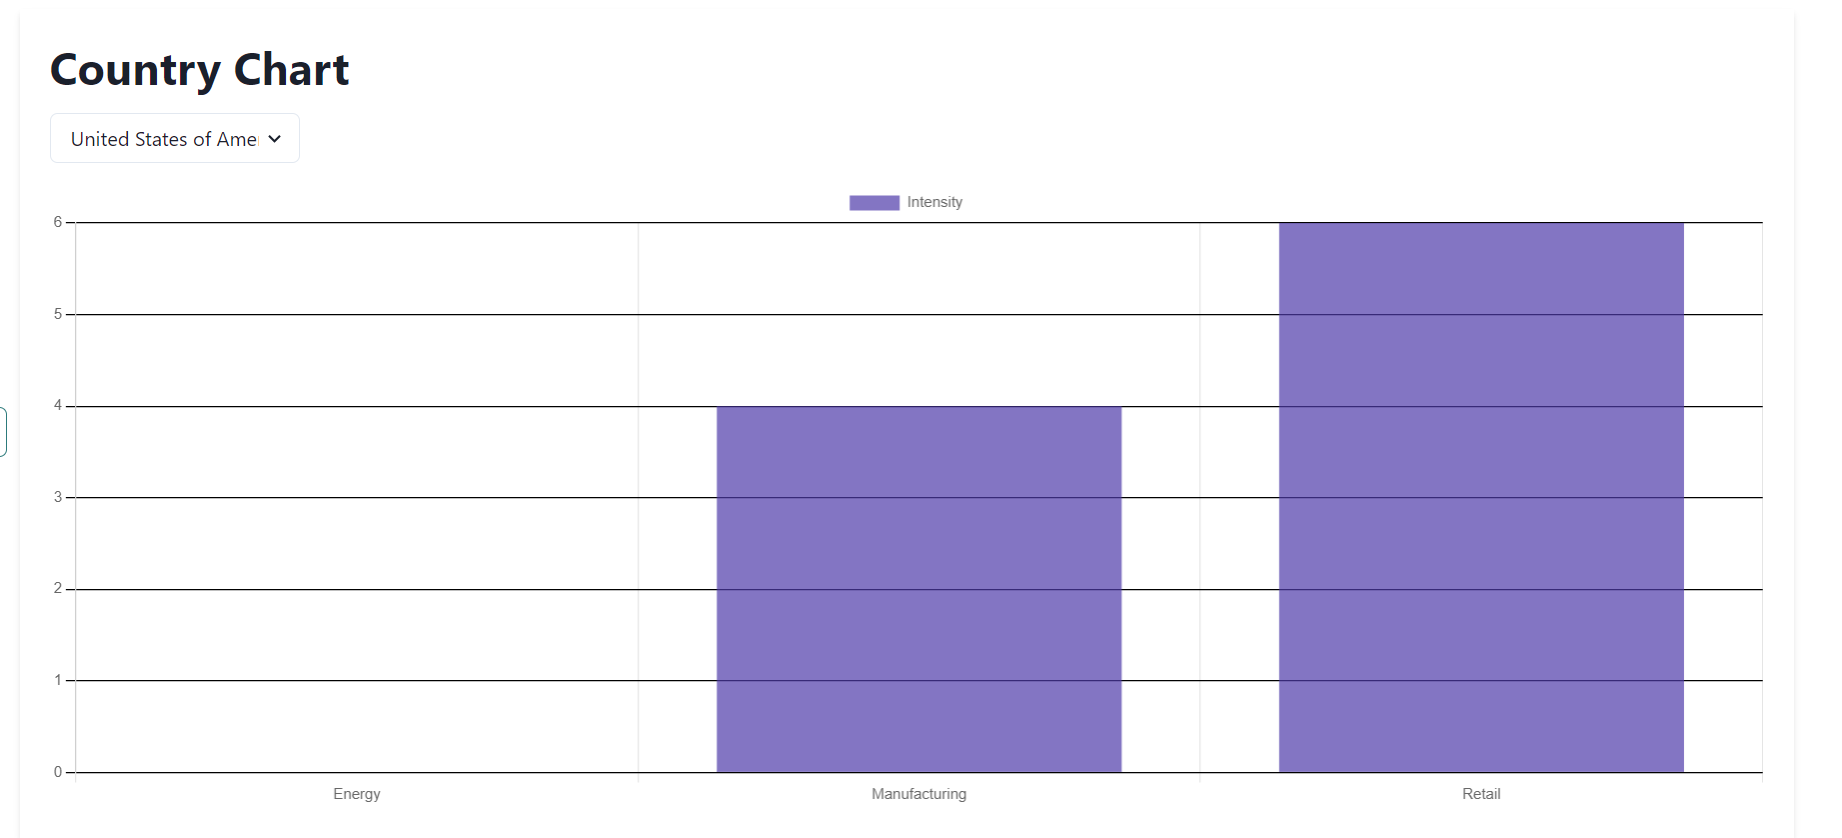 Country Chart
United States of Ame
Intensity
6
5
4
3
2
1
0
Energy Manufacturing Retail